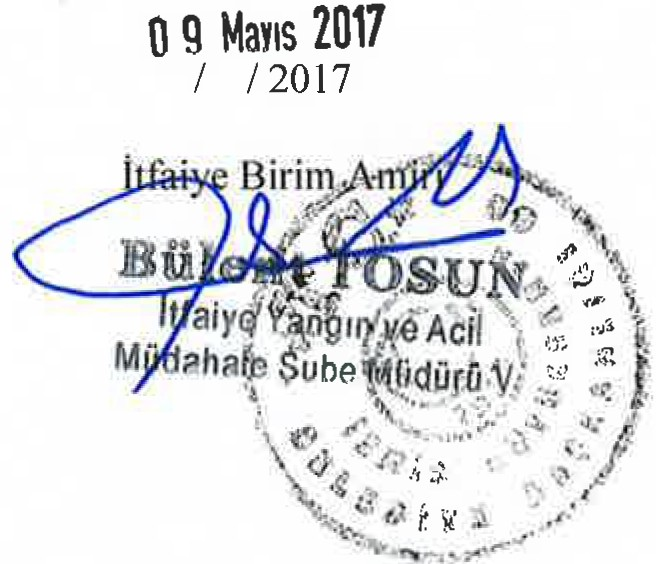 0 9 Mayıs 2017
/ / 2017
İtfaiye Birim Amiri
Bülent TOSUN
İtfaiye Yangın ve Acil
Müdahale Şube Müdürü V.